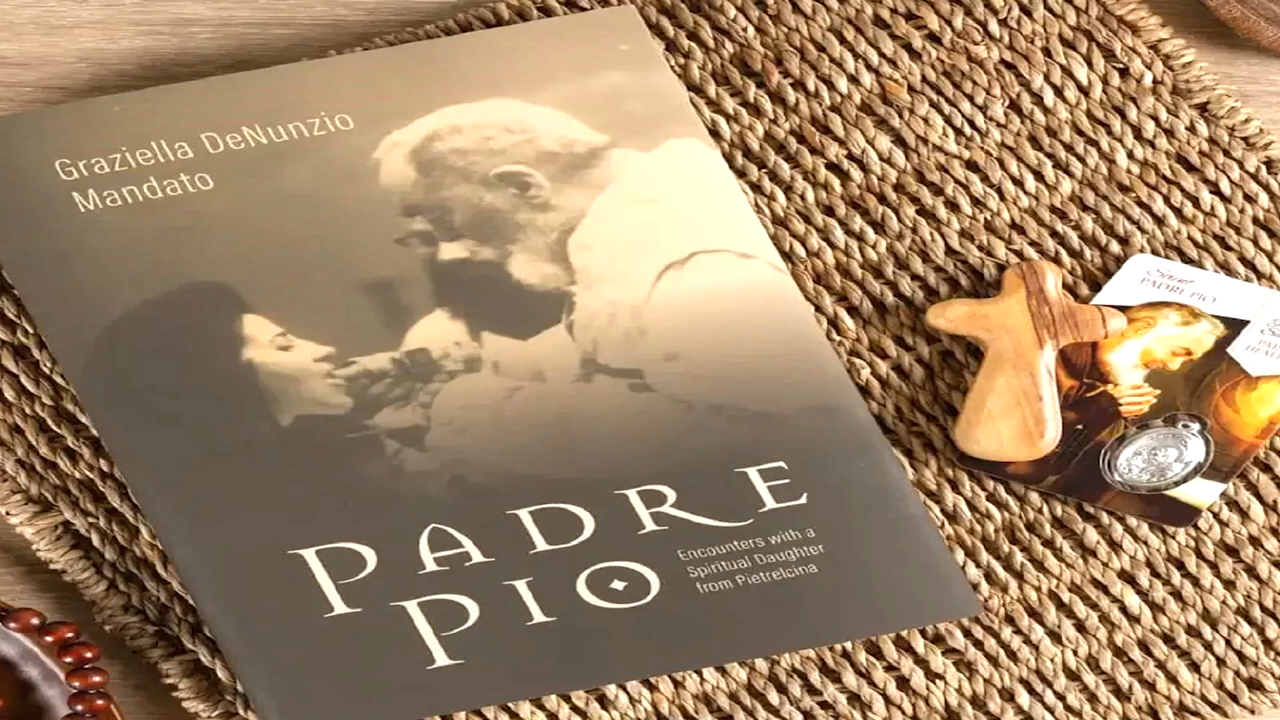 Graziella DeNunzio
Mandato
PADRE
PIO
Encounters with a
Spiritual Daughter
from Pietrelcina
Saint
PADRE PIO